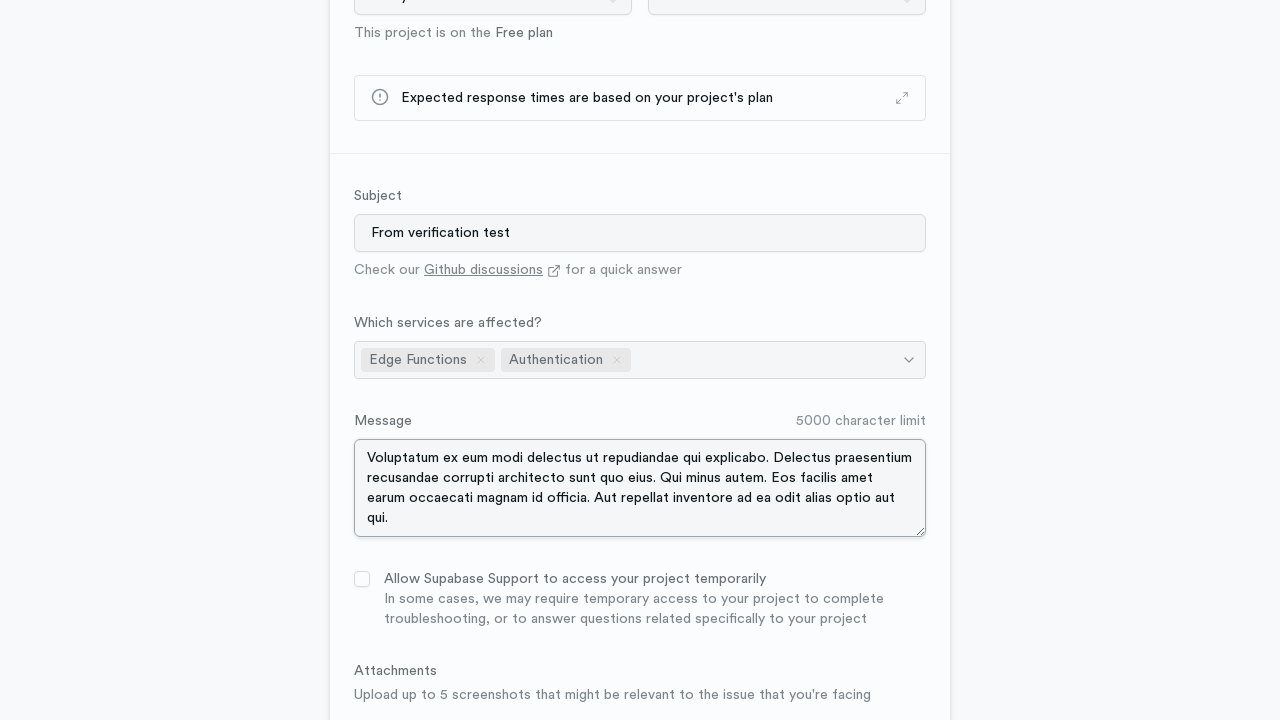 This project is on the Free plan
Expected response times are based on your project's plan
Subject
From verification test
Check our Github discussions for a quick answer
Which services are affected?
Edge Functions Authentication
Message 5000 character limit
Voluptatum ex eum modi delectus ut repudiandae qui explicabo. Delectus praesentium
recusandae corrupti architecto sunt quo eius. Qui minus autem. Eos facilis amet
earum occaecati magnam id officia. Aut repellat inventore ad ea odit alias optio aut
qui.
Allow Supabase Support to access your project temporarily
In some cases, we may require temporary access to your project to complete
troubleshooting, or to answer questions related specifically to your project
Attachments
Upload up to 5 screenshots that might be relevant to the issue that you're facing